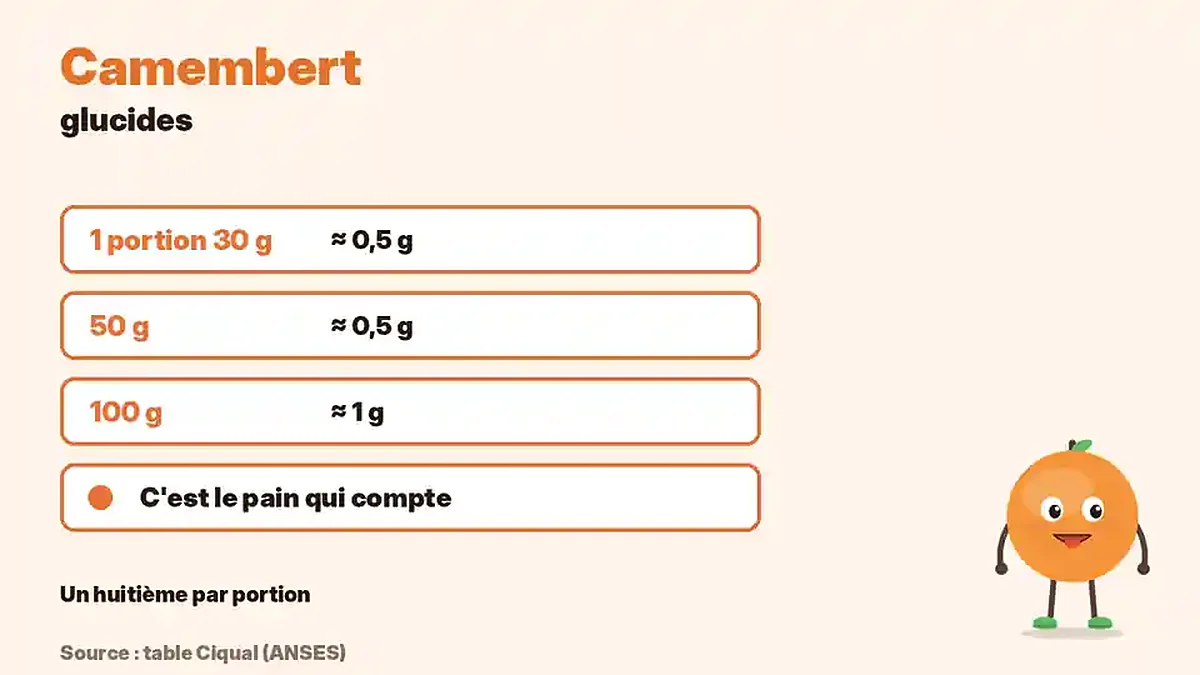 Camembert
glucides
1 portion 30 g ≈ 0,5 g
50 g ≈ 0,5 g
100 g ≈ 1 g
C'est le pain qui compte
Un huitième par portion
Source : table Ciqual (ANSES)